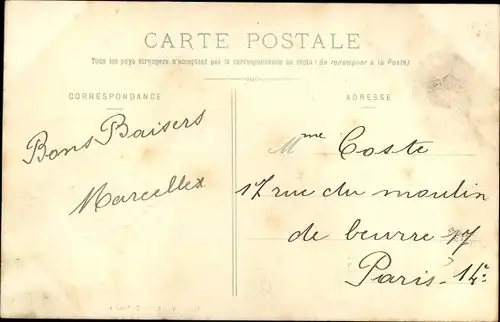 CARTE POSTALE
Tous les pays étrangers n'acceptent pas la correspondance au recto (Se renseigner à la Poste)
CORRESPONDANCE
ADRESSE
Bons Baisers
Mme Coste
Marcelle
17 rue du moulin
de beurre 17
Paris. 14e